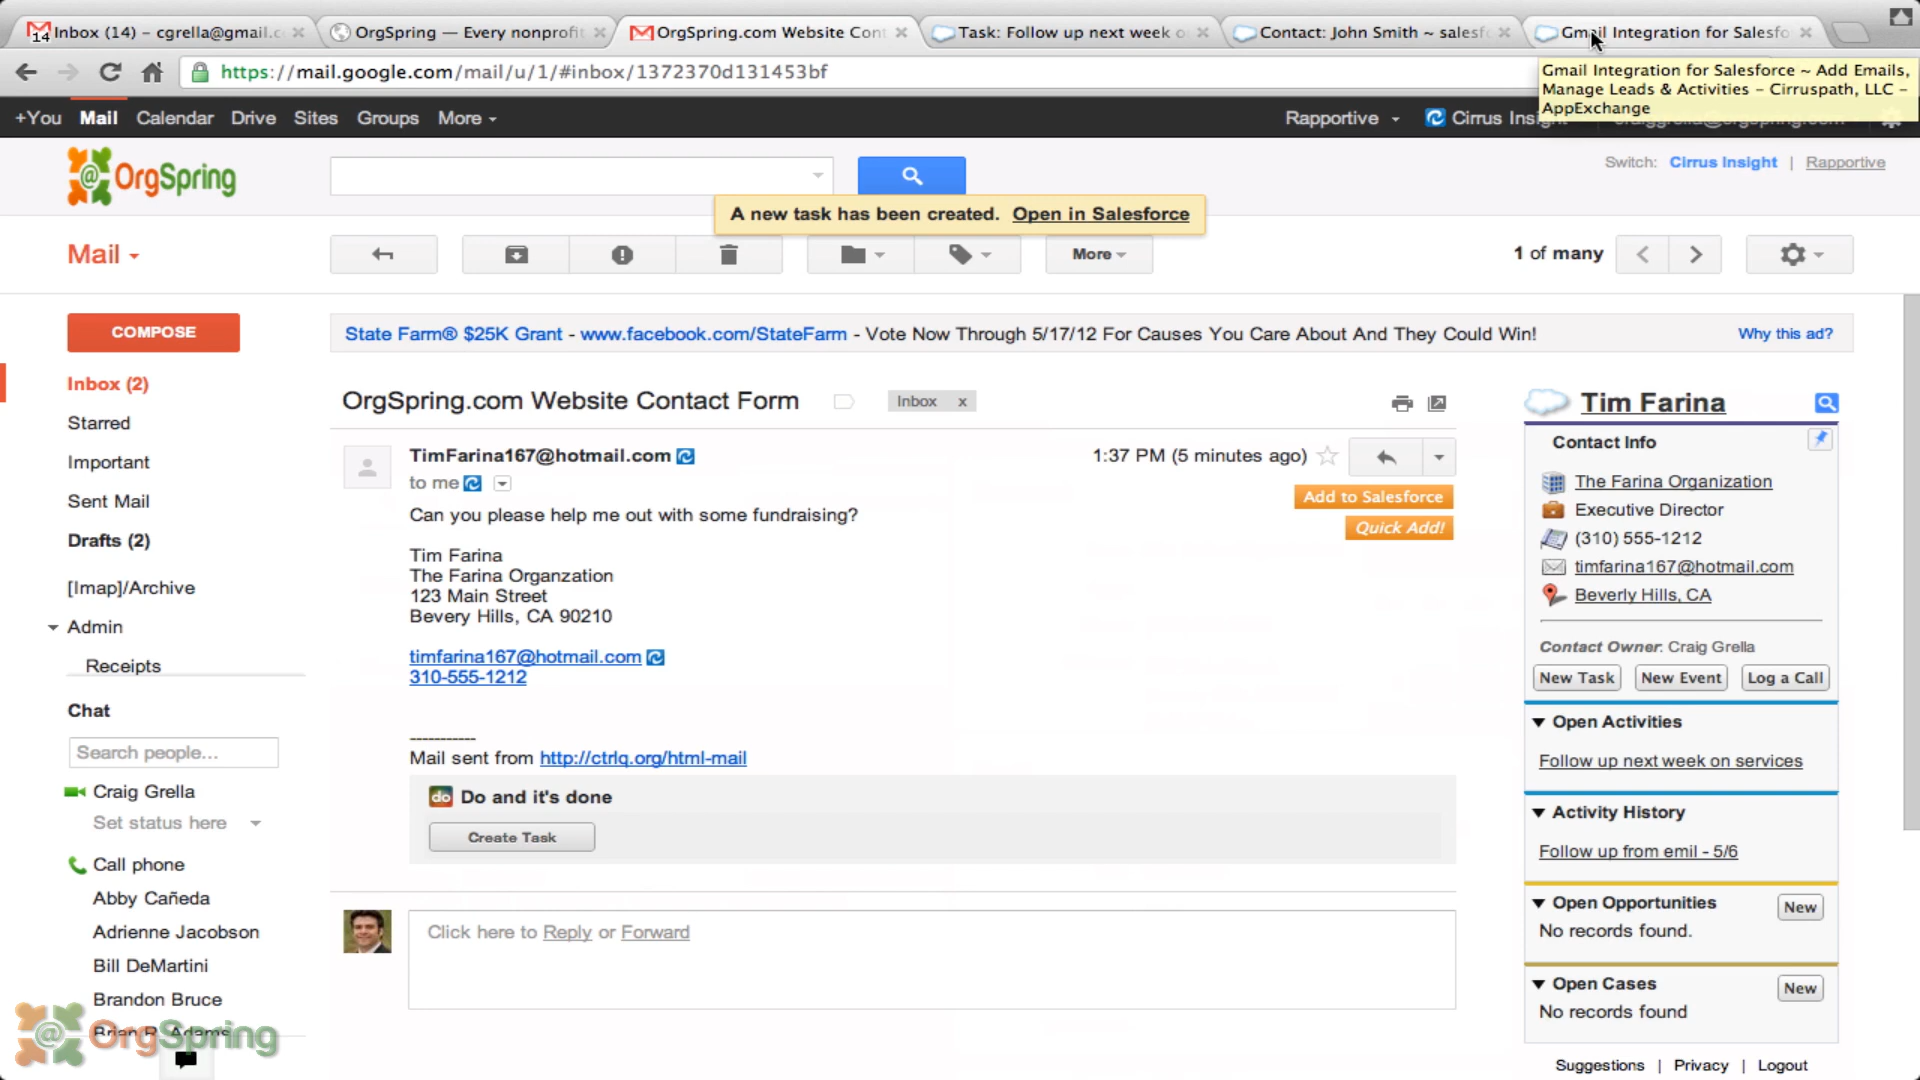 14 Inbox (14) – cgrella@gmail.c
OrgSpring — Every nonprofit
OrgSpring.com Website Cont
Task: Follow up next week o
Contact: John Smith ~ salesf
Gmail Integration for Salesfo
https://mail.google.com/mail/u/1/#inbox/1372370d131453bf
Gmail Integration for Salesforce ~ Add Emails,
Manage Leads & Activities – Cirruspath, LLC –
AppExchange
+You Mail Calendar Drive Sites Groups More
Rapportive Cirrus Insight
OrgSpring
Switch: Cirrus Insight | Rapportive
A new task has been created. Open in Salesforce
Mail
More
1 of many
COMPOSE
Inbox (2)
Starred
Important
Sent Mail
Drafts (2)
[Imap]/Archive
Admin
Receipts
Chat
Search people...
Craig Grella
Set status here
Call phone
Abby Cañeda
Adrienne Jacobson
Bill DeMartini
Brandon Bruce
Brian R. Adams
OrgSpring
State Farm® $25K Grant - www.facebook.com/StateFarm - Vote Now Through 5/17/12 For Causes You Care About And They Could Win!
Why this ad?
OrgSpring.com Website Contact Form
Inbox x
TimFarina167@hotmail.com
1:37 PM (5 minutes ago)
to me
Add to Salesforce
Quick Add!
Can you please help me out with some fundraising?
Tim Farina
The Farina Organzation
123 Main Street
Bevery Hills, CA 90210
timfarina167@hotmail.com
310-555-1212
-----------
Mail sent from http://ctrlq.org/html-mail
do Do and it's done
Create Task
Click here to Reply or Forward
Tim Farina
Contact Info
The Farina Organization
Executive Director
(310) 555-1212
timfarina167@hotmail.com
Beverly Hills, CA
Contact Owner: Craig Grella
New Task New Event Log a Call
Open Activities
Follow up next week on services
Activity History
Follow up from emil - 5/6
Open Opportunities New
No records found.
Open Cases New
No records found
Suggestions | Privacy | Logout